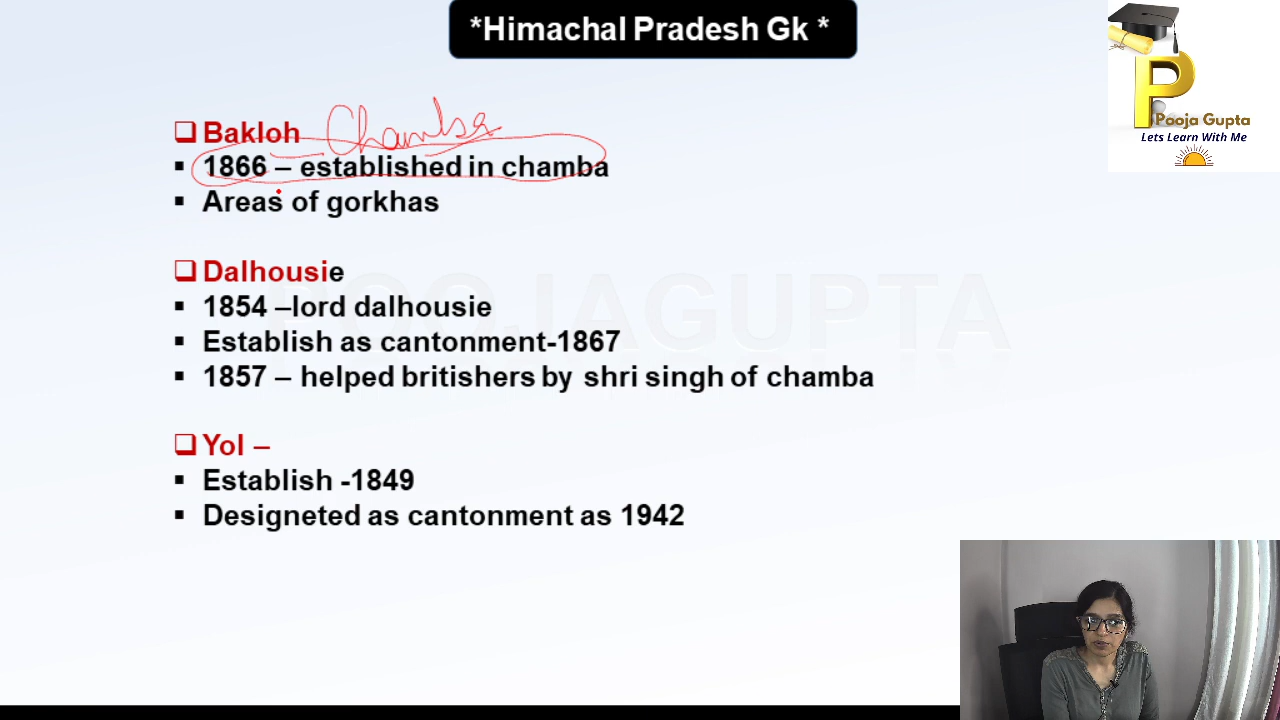 *Himachal Pradesh Gk *
Pooja Gupta
Lets Learn With Me
Bakloh Chamba
1866 – established in chamba
Areas of gorkhas
Dalhousie
1854 –lord dalhousie
Establish as cantonment-1867
1857 – helped britishers by shri singh of chamba
Yol –
Establish -1849
Designeted as cantonment as 1942
POOJAGUPTA